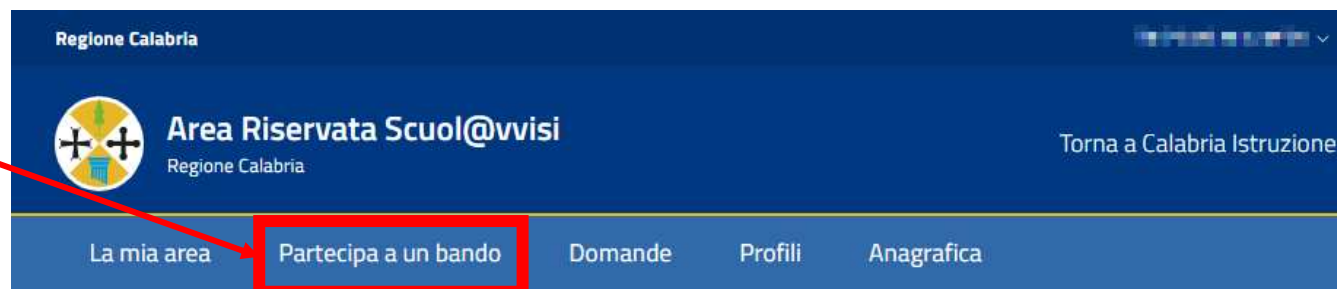 Regione Calabria
Area Riservata Scuol@vvisi
Regione Calabria
Torna a Calabria Istruzione
La mia area Partecipa a un bando Domande Profili Anagrafica